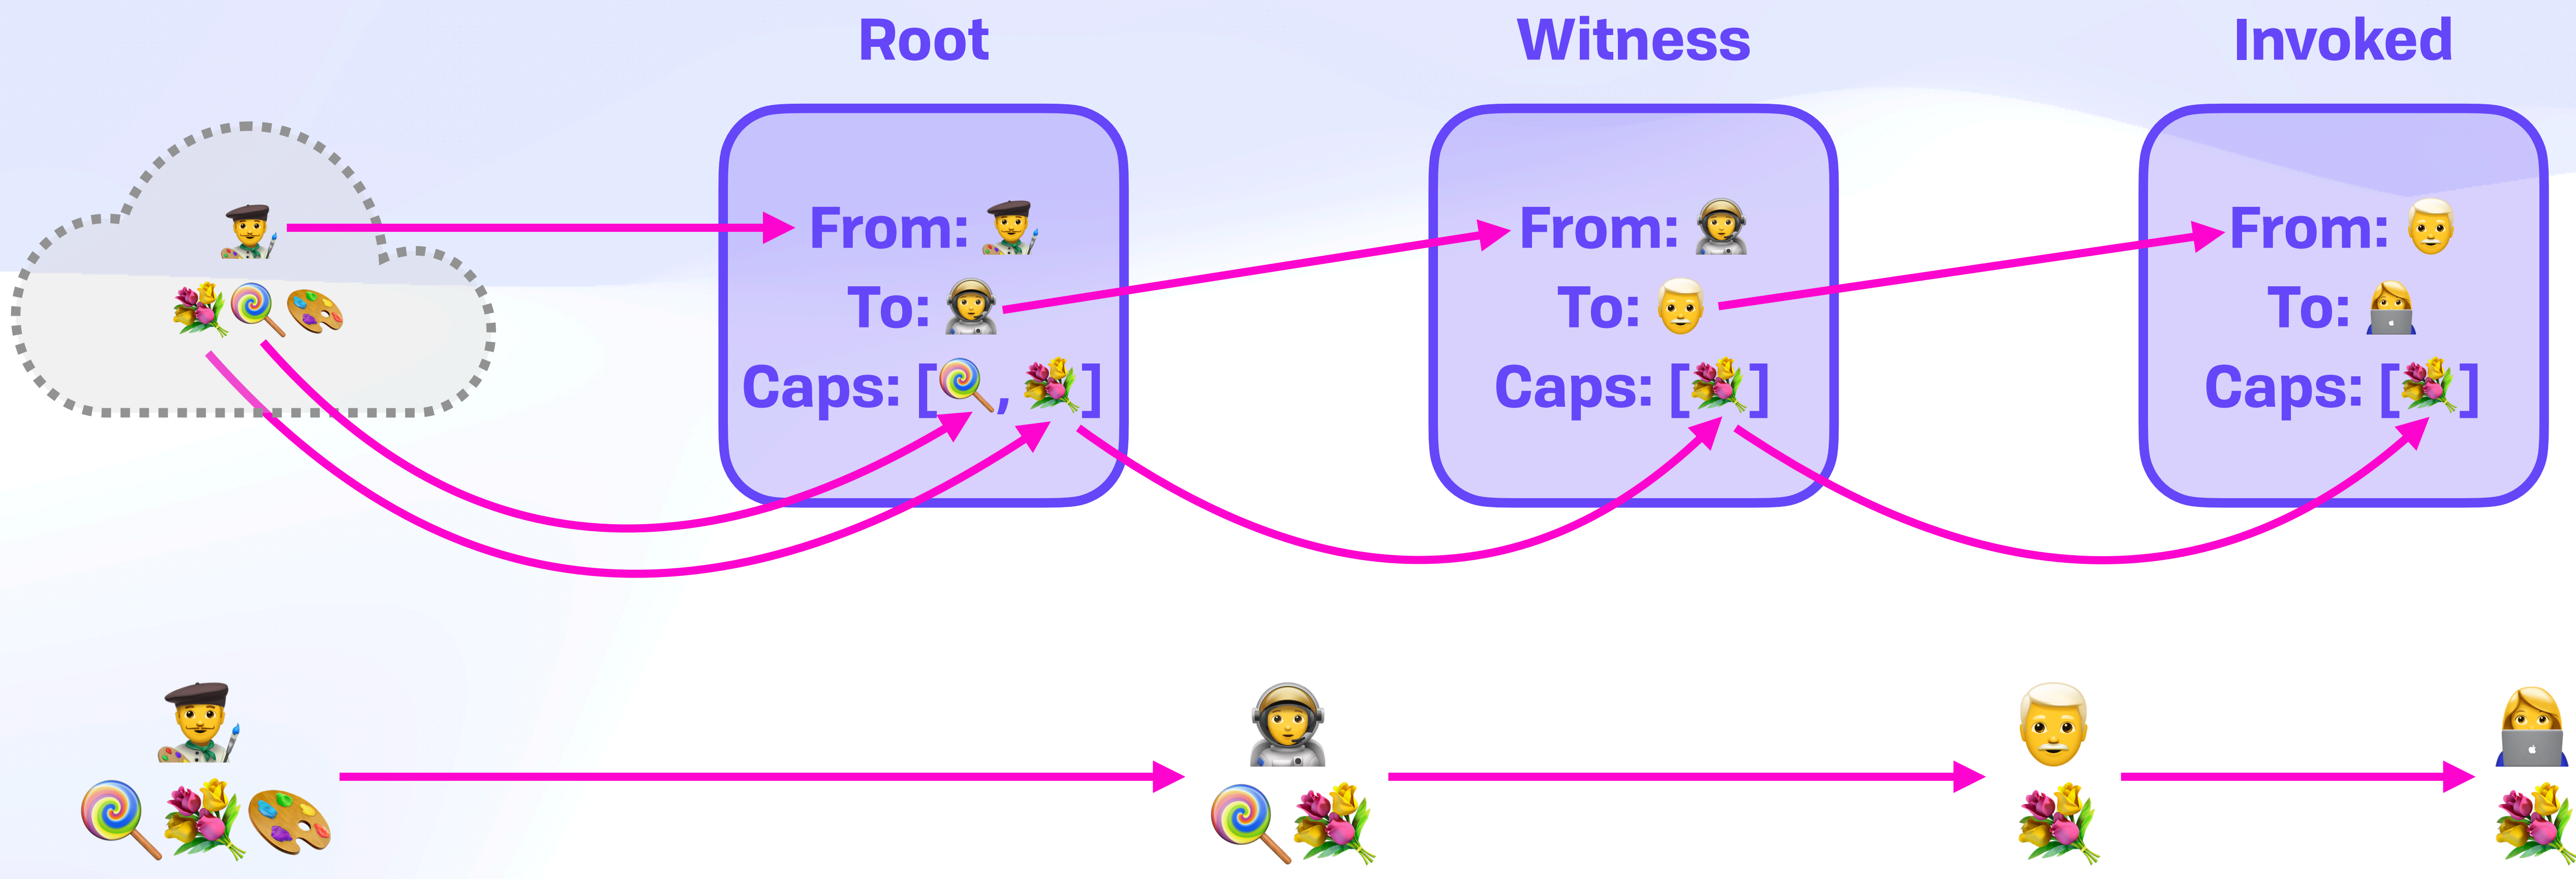 Root
Witness
Invoked
From: 👨‍🎨
To: 🧑‍🚀
Caps: [🍭, 💐]
From: 🧑‍🚀
To: 👨‍🦳
Caps: [💐]
From: 👨‍🦳
To: 👩‍💻
Caps: [💐]